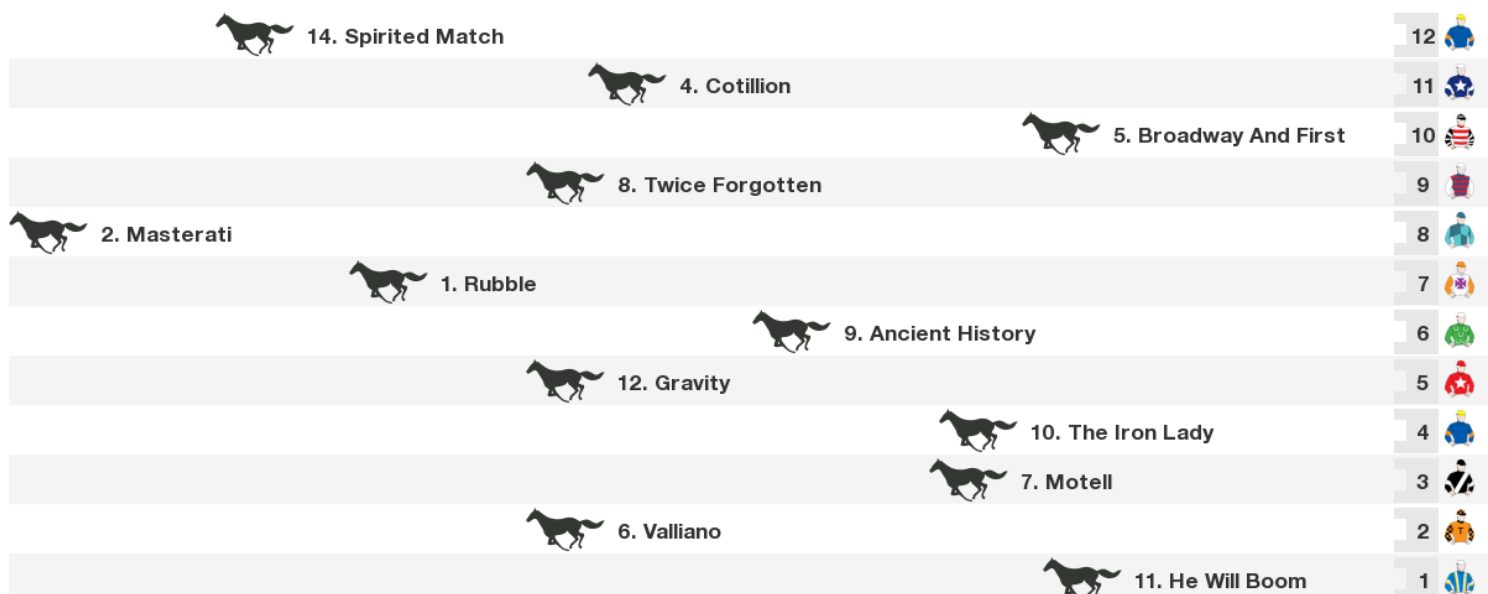 14. Spirited Match 12
4. Cotillion 11
5. Broadway And First 10
8. Twice Forgotten 9
2. Masterati 8
1. Rubble 7
9. Ancient History 6
12. Gravity 5
10. The Iron Lady 4
7. Motell 3
6. Valliano 2
T
11. He Will Boom 1